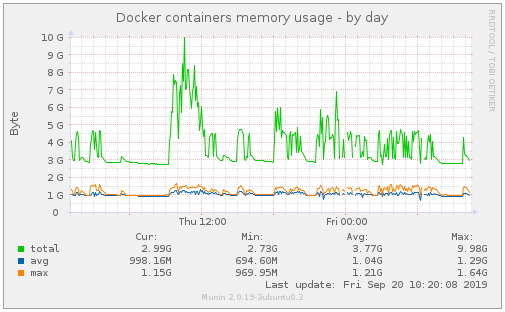 Docker containers memory usage - by day
RRDTOOL / TOBI OETIKER
Byte
10 G
9 G
8 G
7 G
6 G
5 G
4 G
3 G
2 G
1 G
0
Thu 12:00 Fri 00:00
Cur: Min: Avg: Max:
total 2.99G 2.73G 3.77G 9.98G
avg 998.16M 694.60M 1.04G 1.29G
max 1.15G 969.95M 1.21G 1.64G
Last update: Fri Sep 20 10:20:08 2019
Munin 2.0.19-3ubuntu0.3